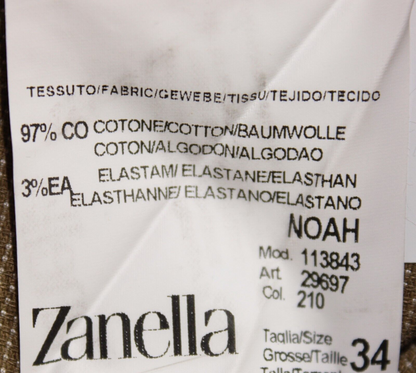 TESSUTO/FABRIC/GEWEBE/TISSU/TEJIDO/TECIDO
97% CO COTONE/COTTON/BAUMWOLLE
COTON/ALGODON/ALGODAO
3%EA ELASTAM/ELASTANE/ELASTHAN
ELASTHANNE/ELASTANO/ELASTANO
NOAH
Mod. 113843
Art 29697
Col. 210
Zanella
Taglia/Size
Grosse/Taille 34